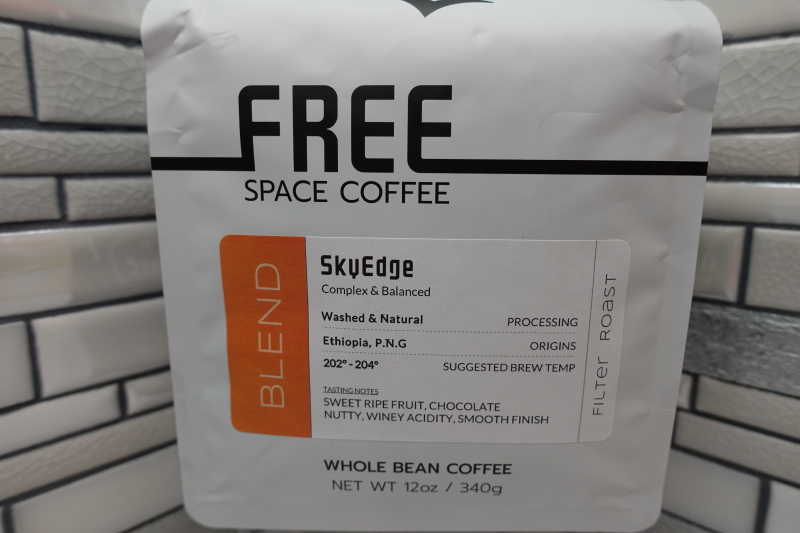 FREE
SPACE COFFEE
BLEND
SkyEdge
Complex & Balanced
Washed & Natural PROCESSING
Ethiopia, P.N.G ORIGINS
202° - 204° SUGGESTED BREW TEMP
TASTING NOTES
SWEET RIPE FRUIT, CHOCOLATE
NUTTY, WINEY ACIDITY, SMOOTH FINISH
FILTER ROAST
WHOLE BEAN COFFEE
NET WT 12oz / 340g